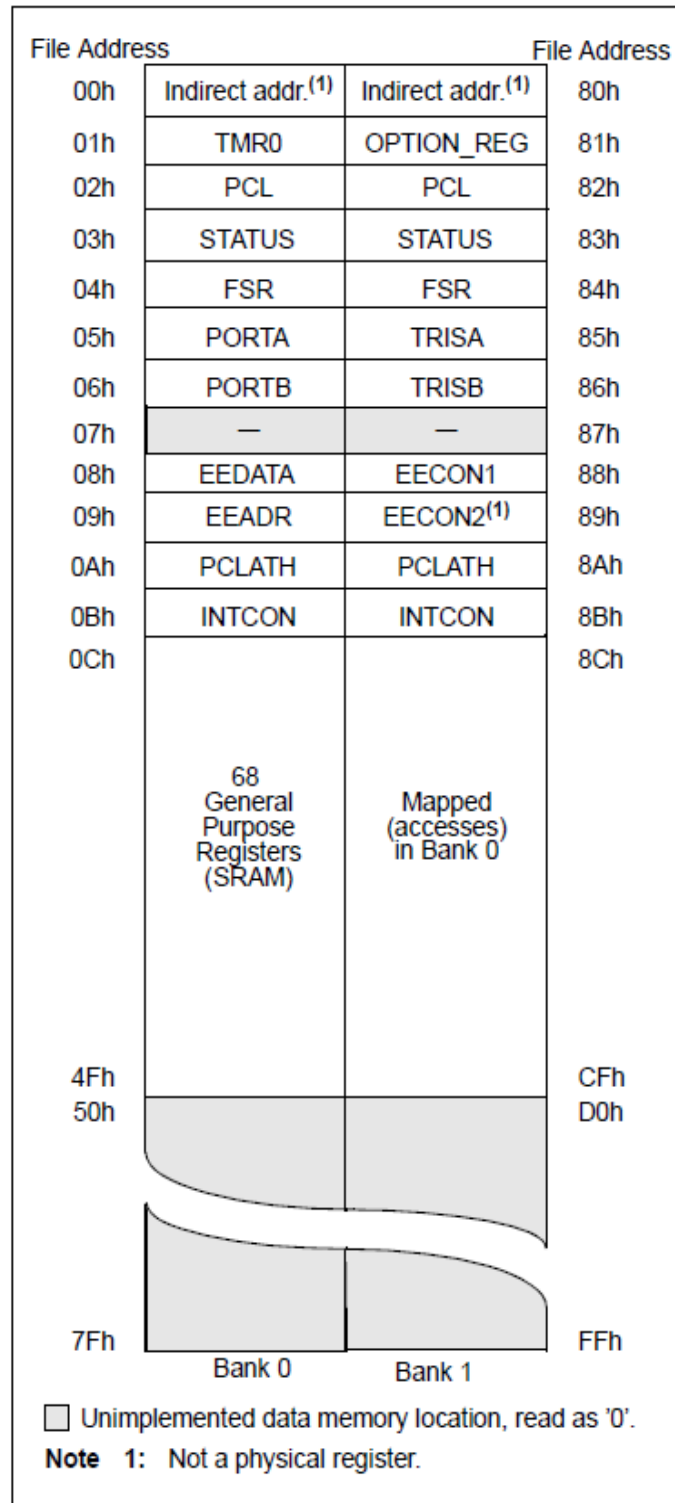 File Address File Address
00h Indirect addr.(1) Indirect addr.(1) 80h
01h TMR0 OPTION_REG 81h
02h PCL PCL 82h
03h STATUS STATUS 83h
04h FSR FSR 84h
05h PORTA TRISA 85h
06h PORTB TRISB 86h
07h — — 87h
08h EEDATA EECON1 88h
09h EEADR EECON2(1) 89h
0Ah PCLATH PCLATH 8Ah
0Bh INTCON INTCON 8Bh
0Ch 8Ch
68
General
Purpose
Registers
(SRAM)
Mapped
(accesses)
in Bank 0
4Fh CFh
50h D0h
7Fh FFh
Bank 0 Bank 1
Unimplemented data memory location, read as '0'.
Note 1: Not a physical register.